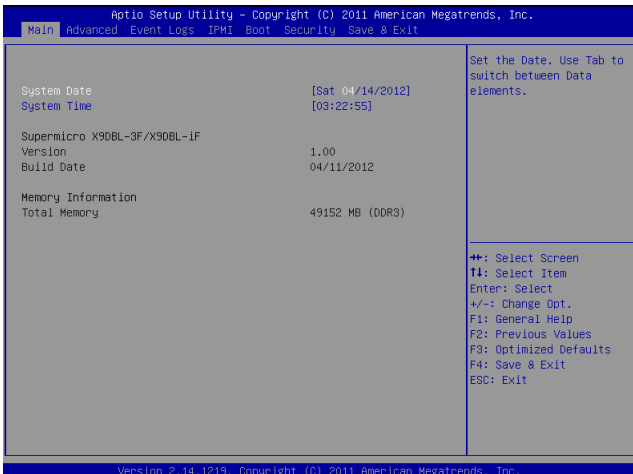 Aptio Setup Utility – Copyright (C) 2011 American Megatrends, Inc.
Main Advanced Event Logs IPMI Boot Security Save & Exit
System Date [Sat 04/14/2012]
System Time [03:22:55]
Supermicro X9DBL-3F/X9DBL-iF
Version 1.00
Build Date 04/11/2012
Memory Information
Total Memory 49152 MB (DDR3)
Set the Date. Use Tab to
switch between Data
elements.
→←: Select Screen
↑↓: Select Item
Enter: Select
+/-: Change Opt.
F1: General Help
F2: Previous Values
F3: Optimized Defaults
F4: Save & Exit
ESC: Exit
Version 2.14.1219. Copyright (C) 2011 American Megatrends, Inc.